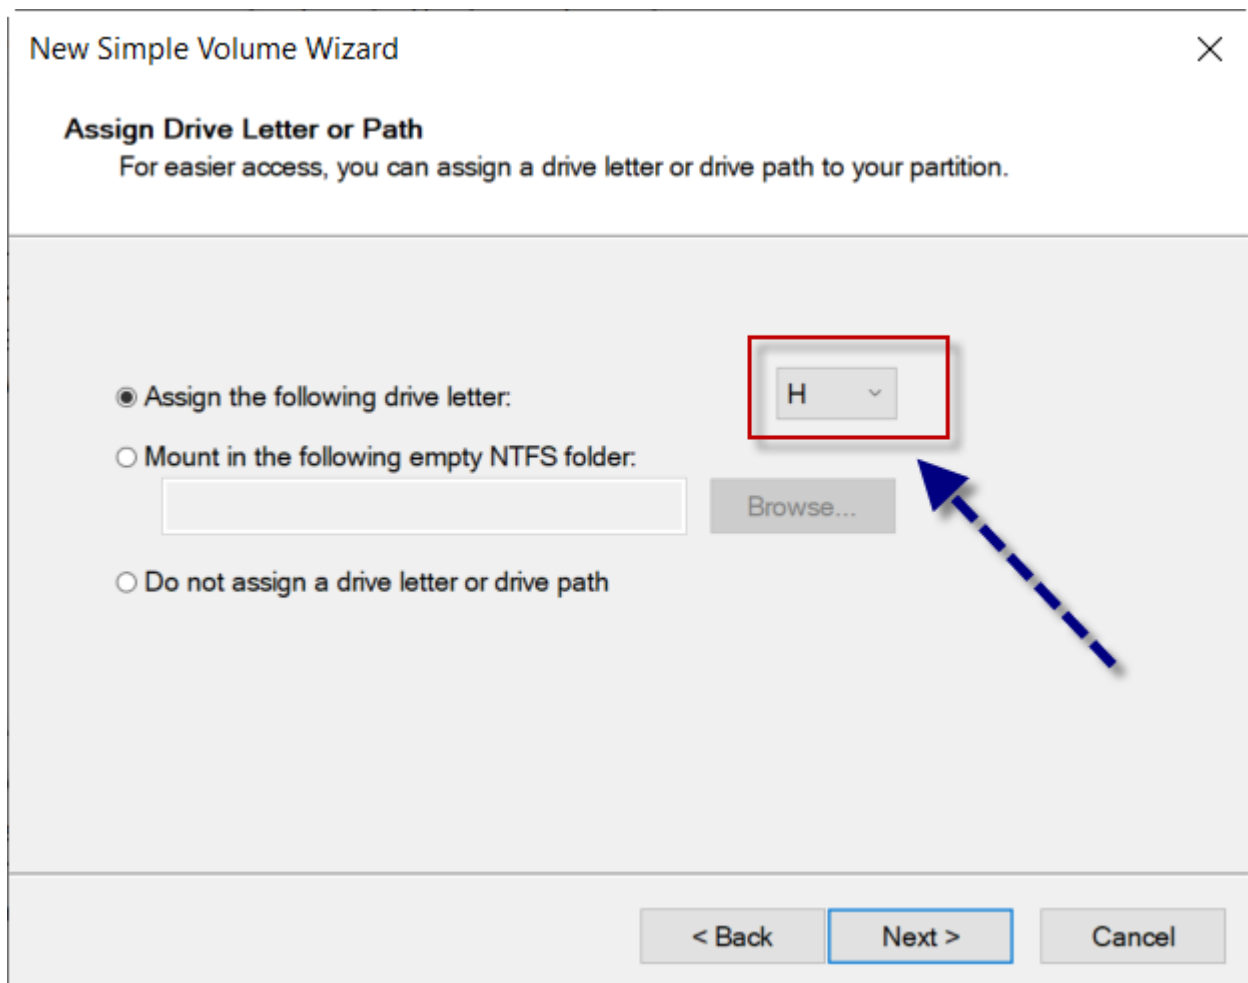 New Simple Volume Wizard
Assign Drive Letter or Path
For easier access, you can assign a drive letter or drive path to your partition.
Assign the following drive letter: H
Mount in the following empty NTFS folder:
Browse...
Do not assign a drive letter or drive path
< Back Next > Cancel